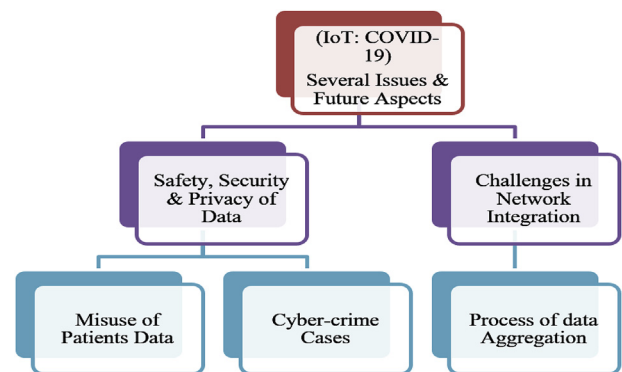 (IoT: COVID-
19)
Several Issues &
Future Aspects
Safety, Security
& Privacy of
Data
Challenges in
Network
Integration
Misuse of
Patients Data
Cyber-crime
Cases
Process of data
Aggregation